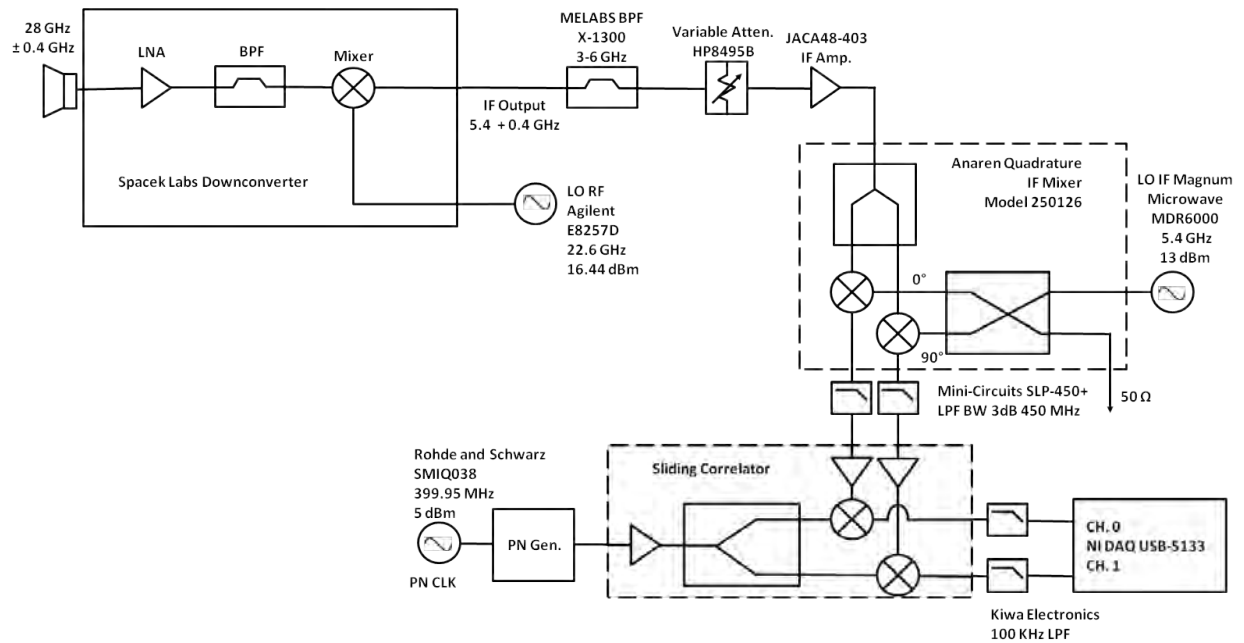 28 GHz
± 0.4 GHz
LNA
BPF
Mixer
Spacek Labs Downconverter
IF Output
5.4 + 0.4 GHz
LO RF
Agilent
E8257D
22.6 GHz
16.44 dBm
MELABS BPF
X-1300
3-6 GHz
Variable Atten.
HP8495B
JACA48-403
IF Amp.
Anaren Quadrature
IF Mixer
Model 250126
LO IF Magnum
Microwave
MDR6000
5.4 GHz
13 dBm
0°
90°
50 Ω
Mini-Circuits SLP-450+
LPF BW 3dB 450 MHz
Rohde and Schwarz
SMIQ038
399.95 MHz
5 dBm
PN CLK
PN Gen.
Sliding Correlator
CH. 0
NI DAQ USB-5133
CH. 1
Kiwa Electronics
100 KHz LPF